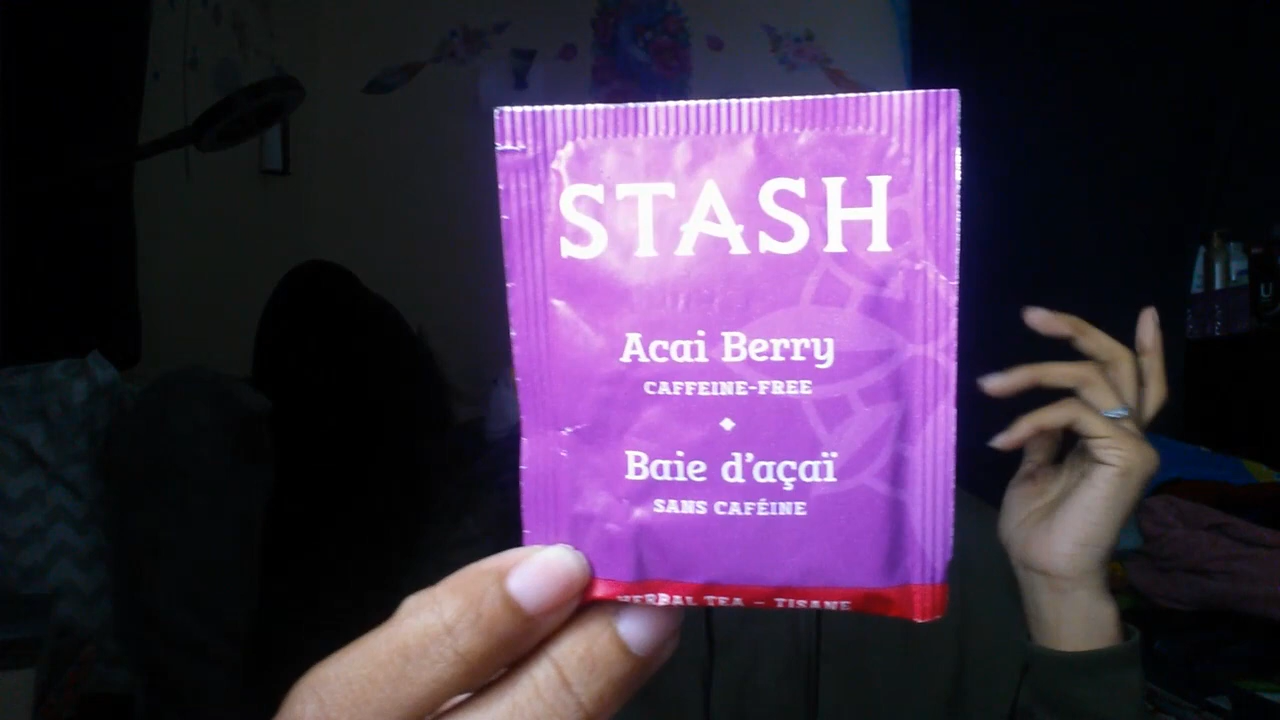 STASH
Acai Berry
CAFFEINE-FREE
Baie d'açaï
SANS CAFÉINE
HERBAL TEA - TISANE